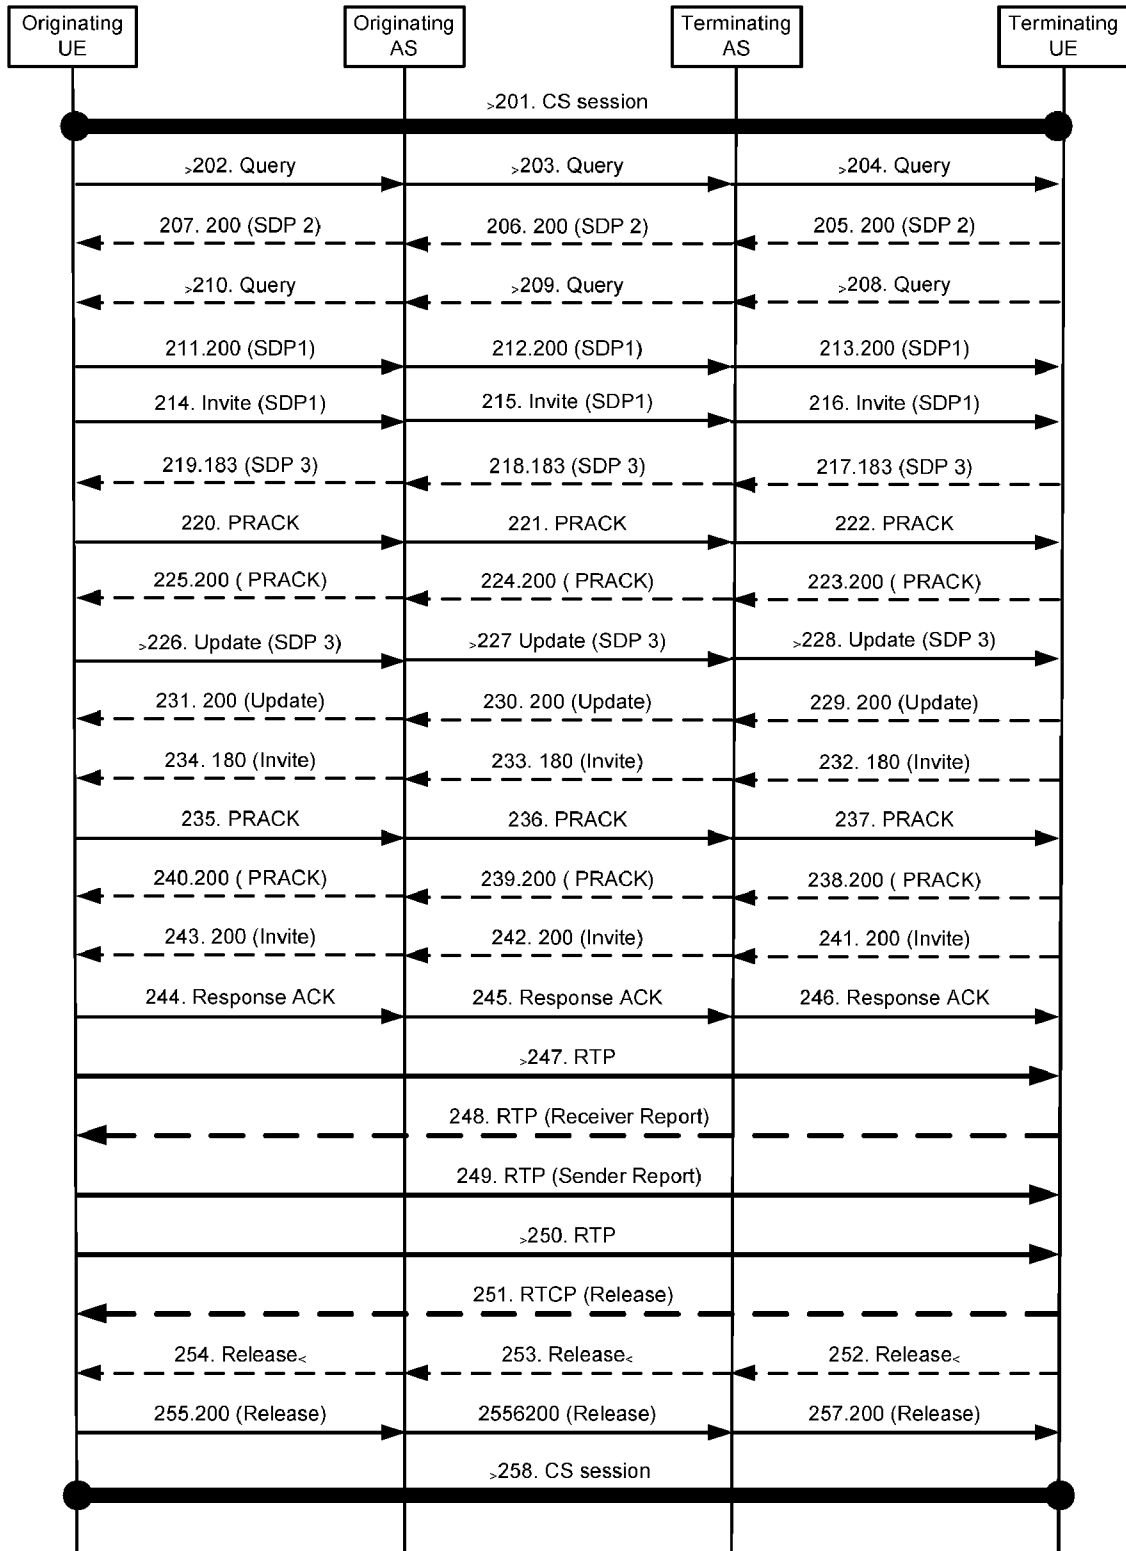 Originating UE
Originating AS
Terminating AS
Terminating UE
>201. CS session
>202. Query
>203. Query
>204. Query
207. 200 (SDP 2)
206. 200 (SDP 2)
205. 200 (SDP 2)
>210. Query
>209. Query
>208. Query
211.200 (SDP1)
212.200 (SDP1)
213.200 (SDP1)
214. Invite (SDP1)
215. Invite (SDP1)
216. Invite (SDP1)
219.183 (SDP 3)
218.183 (SDP 3)
217.183 (SDP 3)
220. PRACK
221. PRACK
222. PRACK
225.200 ( PRACK)
224.200 ( PRACK)
223.200 ( PRACK)
>226. Update (SDP 3)
>227 Update (SDP 3)
>228. Update (SDP 3)
231. 200 (Update)
230. 200 (Update)
229. 200 (Update)
234. 180 (Invite)
233. 180 (Invite)
232. 180 (Invite)
235. PRACK
236. PRACK
237. PRACK
240.200 ( PRACK)
239.200 ( PRACK)
238.200 ( PRACK)
243. 200 (Invite)
242. 200 (Invite)
241. 200 (Invite)
244. Response ACK
245. Response ACK
246. Response ACK
>247. RTP
248. RTP (Receiver Report)
249. RTP (Sender Report)
>250. RTP
251. RTCP (Release)
254. Release<
253. Release<
252. Release<
255.200 (Release)
2556200 (Release)
257.200 (Release)
>258. CS session